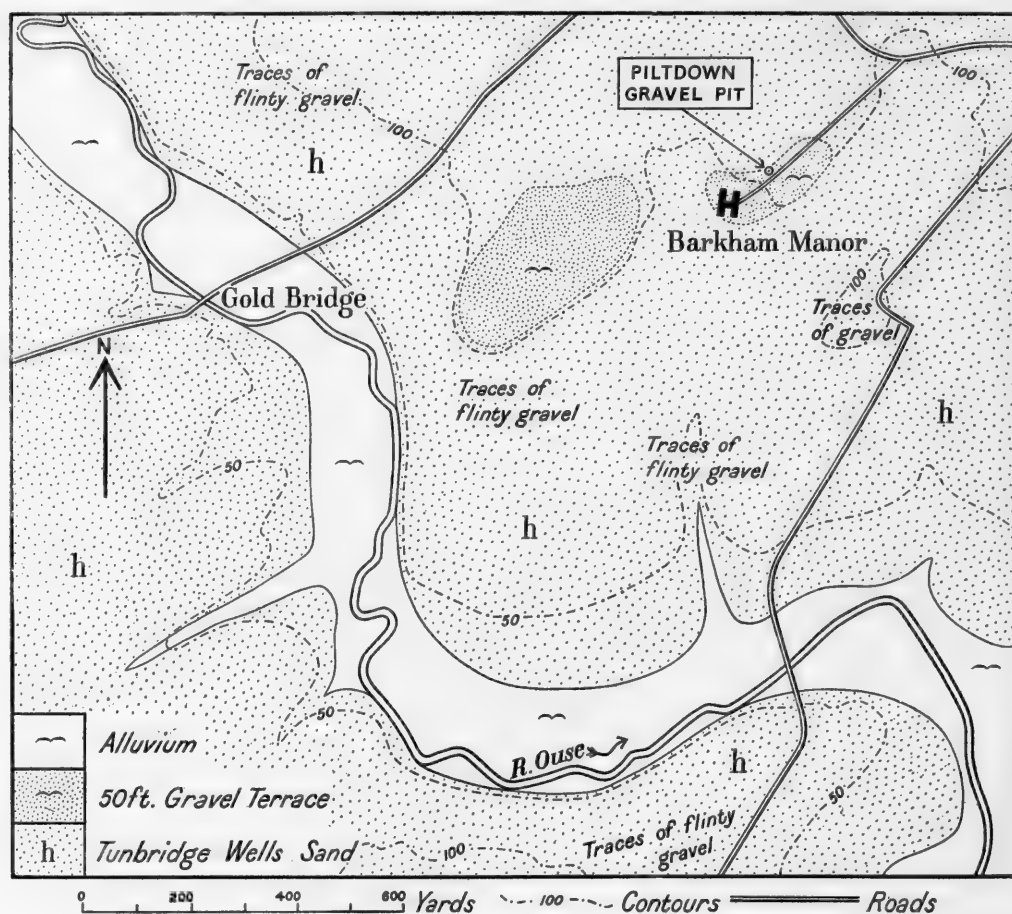 Traces of
flinty gravel
100
h
PILTDOWN
GRAVEL PIT
100
H
Barkham Manor
Gold Bridge
100
Traces
of gravel
N
Traces of
flinty gravel
h
Traces of
flinty gravel
50
h
h
50
50
R. Ouse
h
50
Traces of flinty
gravel
100
Alluvium
50ft. Gravel Terrace
h Tunbridge Wells Sand
0 200 400 600 Yards 100 Contours Roads